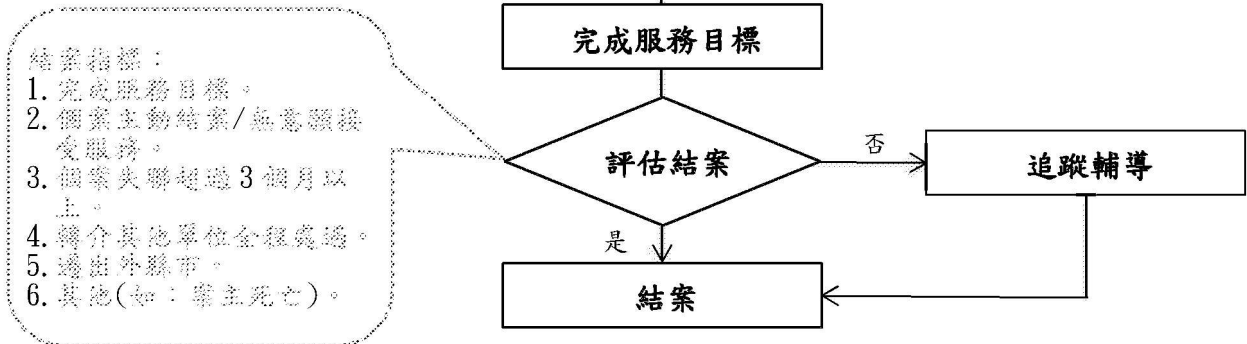 完成服務目標
結案指標：
1. 完成服務目標。
2. 個案主動結案/無意願接
受服務。
3. 個案失聯超過 3 個月以
上。
4. 轉介其他單位全程處遇。
5. 遷出外縣市。
6. 其他(如：案主死亡)。
評估結案
否
追蹤輔導
是
結案